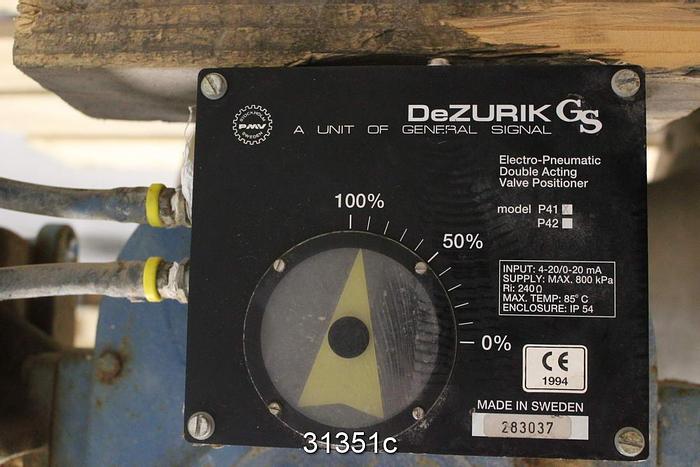 STOCKHOLM
PMV
SWEDEN
DeZURIK GS
A UNIT OF GENERAL SIGNAL
Electro-Pneumatic
Double Acting
Valve Positioner
model P41
P42
100%
50%
0%
INPUT: 4-20/0-20 mA
SUPPLY: MAX. 800 kPa
Ri: 240Ω
MAX. TEMP: 85°C
ENCLOSURE: IP 54
CE
1994
MADE IN SWEDEN
283037
31351c